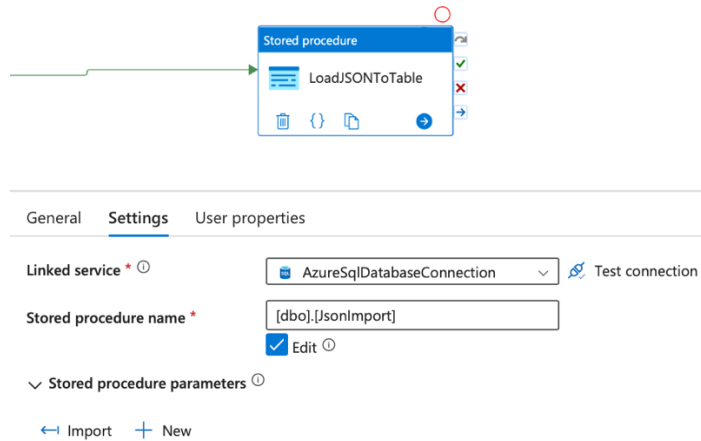 Stored procedure
LoadJSONToTable
{}
General Settings User properties
Linked service * AzureSqlDatabaseConnection Test connection
Stored procedure name * [dbo].[JsonImport]
Edit
Stored procedure parameters
Import + New